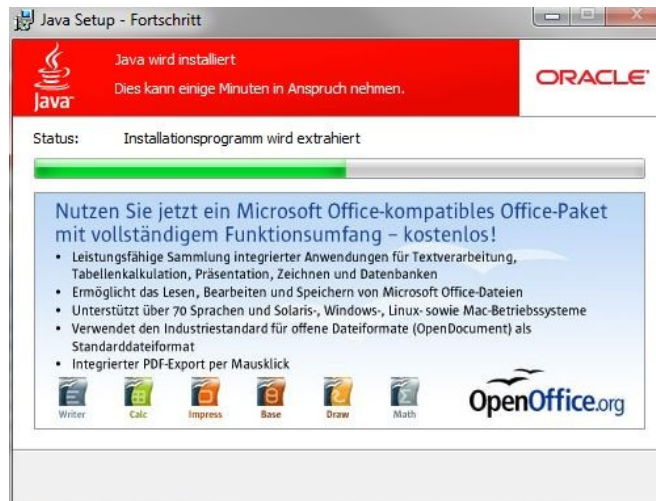 Java Setup - Fortschritt
Java wird installiert
Dies kann einige Minuten in Anspruch nehmen.
Java™
ORACLE®
Status: Installationsprogramm wird extrahiert
Nutzen Sie jetzt ein Microsoft Office-kompatibles Office-Paket
mit vollständigem Funktionsumfang – kostenlos!
• Leistungsfähige Sammlung integrierter Anwendungen für Textverarbeitung,
Tabellenkalkulation, Präsentation, Zeichnen und Datenbanken
• Ermöglicht das Lesen, Bearbeiten und Speichern von Microsoft Office-Dateien
• Unterstützt über 70 Sprachen und Solaris-, Windows-, Linux- sowie Mac-Betriebssysteme
• Verwendet den Industriestandard für offene Dateiformate (OpenDocument) als
Standarddateiformat
• Integrierter PDF-Export per Mausklick
Writer Calc Impress Base Draw Math
OpenOffice.org